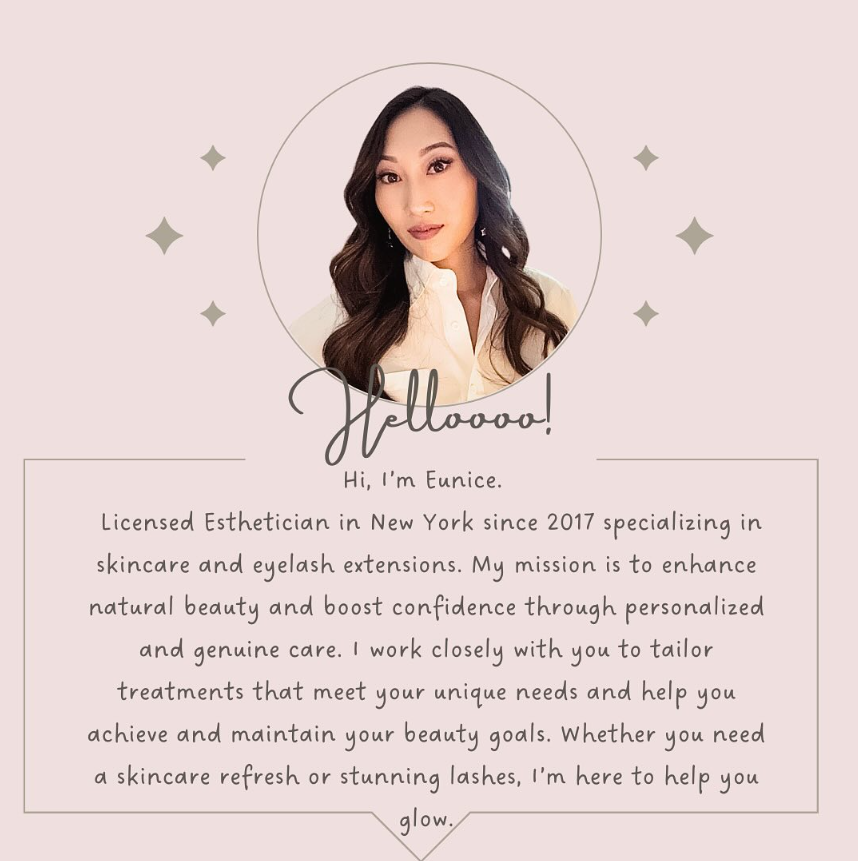 Helloooo!
Hi, I'm Eunice.
Licensed Esthetician in New York since 2017 specializing in
skincare and eyelash extensions. My mission is to enhance
natural beauty and boost confidence through personalized
and genuine care. I work closely with you to tailor
treatments that meet your unique needs and help you
achieve and maintain your beauty goals. Whether you need
a skincare refresh or stunning lashes, I'm here to help you
glow.